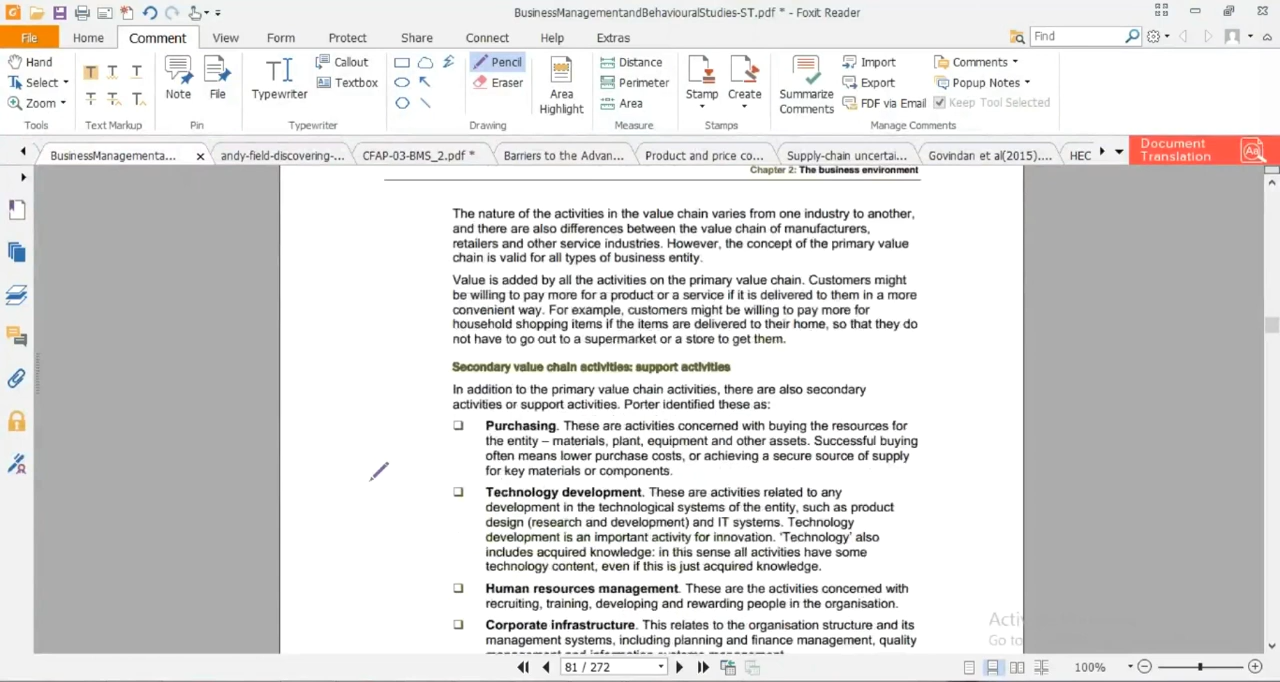 BusinessManagementandBehaviouralStudies-ST.pdf * - Foxit Reader
File Home Comment View Form Protect Share Connect Help Extras Find
Hand Select Zoom Tools
T T T T T T Text Markup
Note File Pin
Typewriter Callout Textbox Typewriter
Pencil Eraser Drawing
Area Highlight
Distance Perimeter Area Measure
Stamp Create Stamps
Summarize Comments Import Export FDF via Email Comments Popup Notes Keep Tool Selected Manage Comments
BusinessManagementa... x andy-field-discovering-... CFAP-03-BMS_2.pdf * Barriers to the Advan... Product and price co... Supply-chain uncertai... Govindan et al(2015).... HEC
Document Translation
Chapter 2: The business environment
The nature of the activities in the value chain varies from one industry to another,
and there are also differences between the value chain of manufacturers,
retailers and other service industries. However, the concept of the primary value
chain is valid for all types of business entity.
Value is added by all the activities on the primary value chain. Customers might
be willing to pay more for a product or a service if it is delivered to them in a more
convenient way. For example, customers might be willing to pay more for
household shopping items if the items are delivered to their home, so that they do
not have to go out to a supermarket or a store to get them.
Secondary value chain activities: support activities
In addition to the primary value chain activities, there are also secondary
activities or support activities. Porter identified these as:
❑ Purchasing. These are activities concerned with buying the resources for
the entity – materials, plant, equipment and other assets. Successful buying
often means lower purchase costs, or achieving a secure source of supply
for key materials or components.
❑ Technology development. These are activities related to any
development in the technological systems of the entity, such as product
design (research and development) and IT systems. Technology
development is an important activity for innovation. ‘Technology’ also
includes acquired knowledge: in this sense all activities have some
technology content, even if this is just acquired knowledge.
❑ Human resources management. These are the activities concerned with
recruiting, training, developing and rewarding people in the organisation.
❑ Corporate infrastructure. This relates to the organisation structure and its
management systems, including planning and finance management, quality
management and information systems management.
Go to
81 / 272
100%